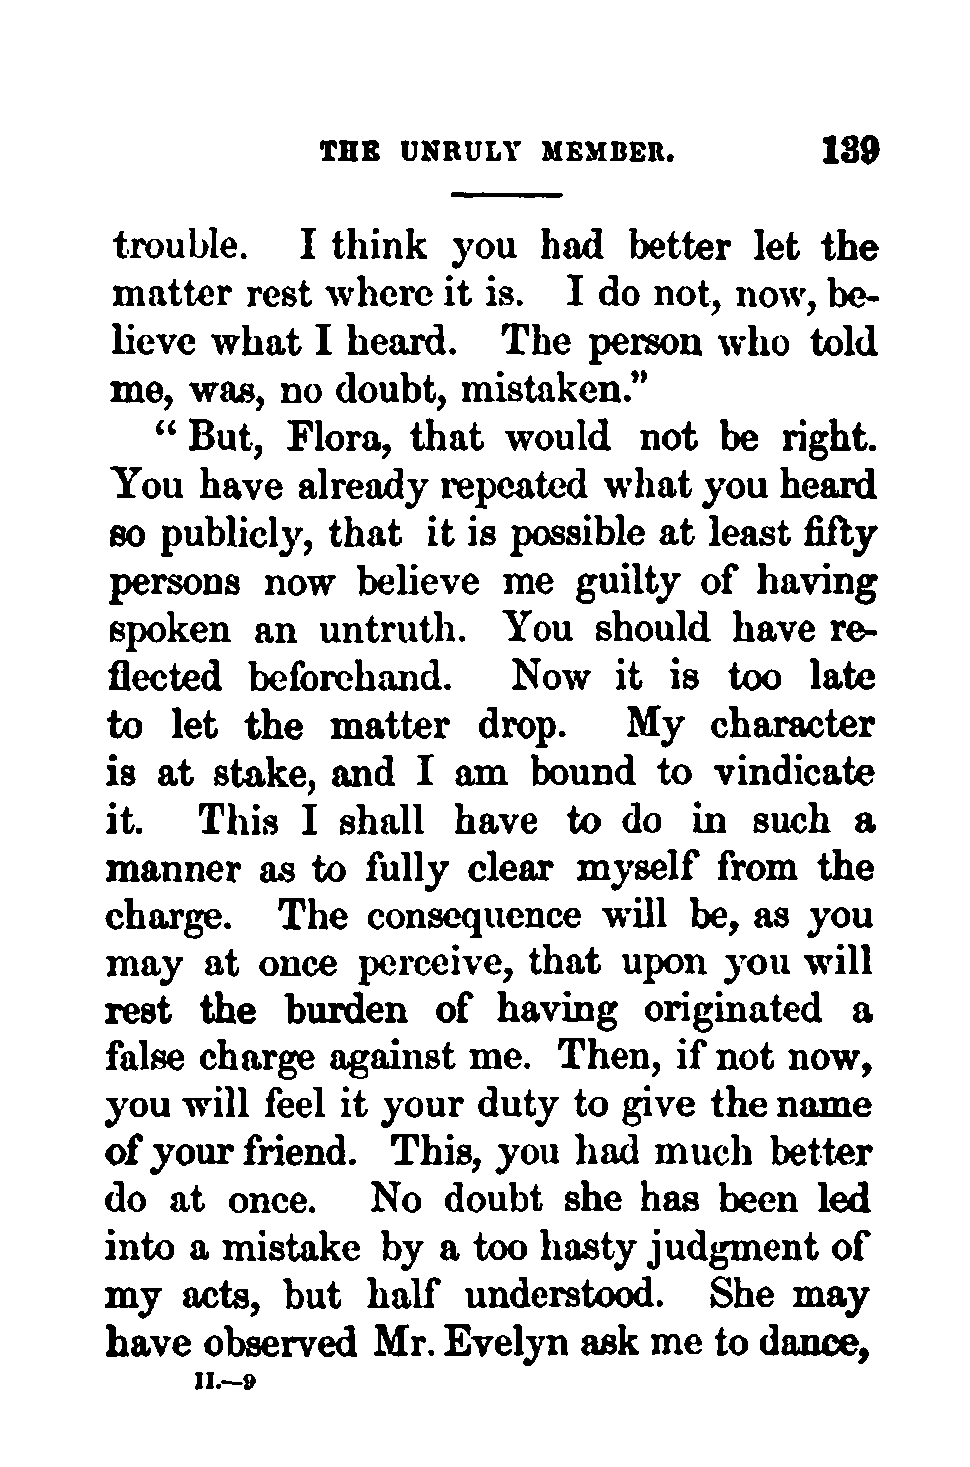 THE UNRULY MEMBER. 139
trouble. I think you had better let the
matter rest where it is. I do not, now, be-
lieve what I heard. The person who told
me, was, no doubt, mistaken."
" But, Flora, that would not be right.
You have already repeated what you heard
so publicly, that it is possible at least fifty
persons now believe me guilty of having
spoken an untruth. You should have re-
flected beforehand. Now it is too late
to let the matter drop. My character
is at stake, and I am bound to vindicate
it. This I shall have to do in such a
manner as to fully clear myself from the
charge. The consequence will be, as you
may at once perceive, that upon you will
rest the burden of having originated a
false charge against me. Then, if not now,
you will feel it your duty to give the name
of your friend. This, you had much better
do at once. No doubt she has been led
into a mistake by a too hasty judgment of
my acts, but half understood. She may
have observed Mr. Evelyn ask me to dance,
II.—9